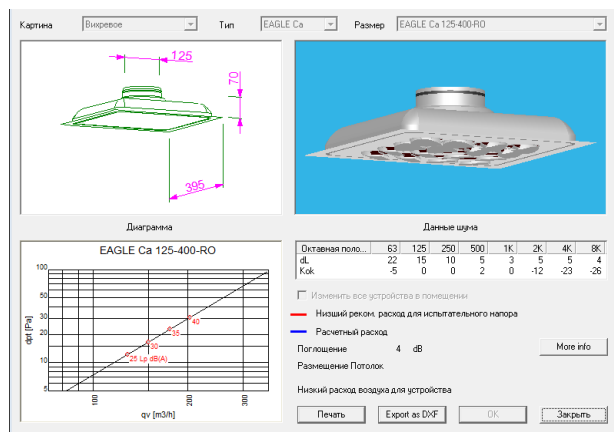 Картина Вихревое Тип EAGLE Ca Размер EAGLE Ca 125-400-RO
125
70
395
Диаграмма Данные шума
EAGLE Ca 125-400-RO
dpt [Pa]
100
50
30
20
10
5
40
35
30
25 Lp dB(A)
100 200 300
qv [m3/h]
Октавная поло... 63 125 250 500 1K 2K 4K 8K
dL 22 15 10 5 3 5 5 4
Kok -5 0 0 2 0 -12 -23 -26
Изменить все устройства в помещении
Низший реком. расход для испытательного напора
Расчетный расход
Поглощение 4 dB More info
Размещение Потолок
Низкий расход воздуха для устройства
Печать Export as DXF OK Закрыть